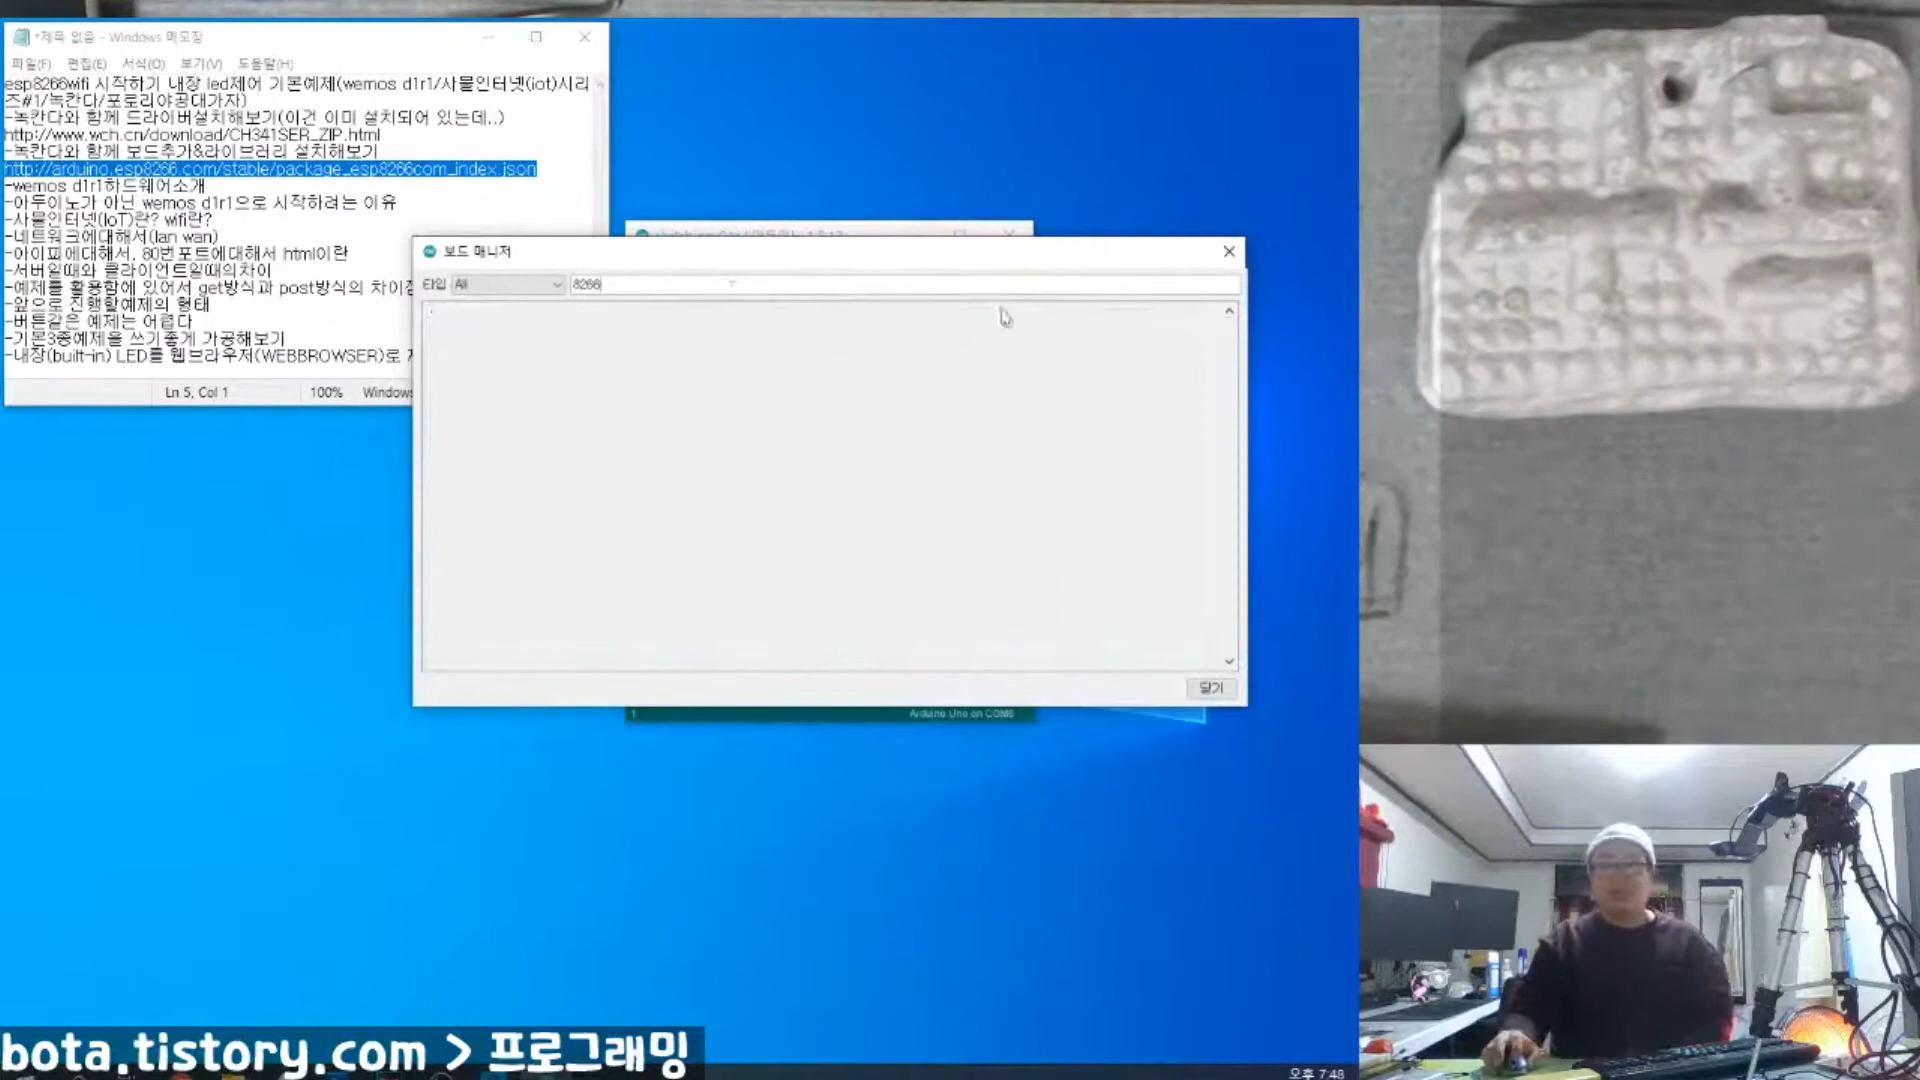 *제목 없음 - Windows 메모장
파일(F) 편집(E) 서식(O) 보기(V) 도움말(H)
esp8266wifi 시작하기 내장 led제어 기본예제(wemos d1r1/사물인터넷(iot)시리
즈#1/녹칸다/포로리야공대가자)
-녹칸다와 함께 드라이버설치해보기(이건 이미 설치되어 있는데..)
http://www.wch.cn/download/CH341SER_ZIP.html
-녹칸다와 함께 보드추가&라이브러리 설치해보기
http://arduino.esp8266.com/stable/package_esp8266com_index.json
-wemos d1r1하드웨어소개
-아두이노가 아닌 wemos d1r1으로 시작하려는 이유
-사물인터넷(IoT)란? wifi란?
-네트워크에대해서(lan wan)
-아이피에대해서, 80번포트에대해서 html이란
-서버일때와 클라이언트일때의차이
-예제를 활용함에 있어서 get방식과 post방식의 차이
-앞으로 진행할예제의 형태
-버튼같은 예제는 어렵다
-기본3종예제을 쓰기좋게 가공해보기
-내장(built-in) LED를 웹브라우저(WEBBROWSER)로
Ln 5, Col 1 100% Windows
보드 매니저
타입 All 8266
닫기
1 Arduino Uno on COM6
bota.tistory.com > 프로그래밍
오후 7:48